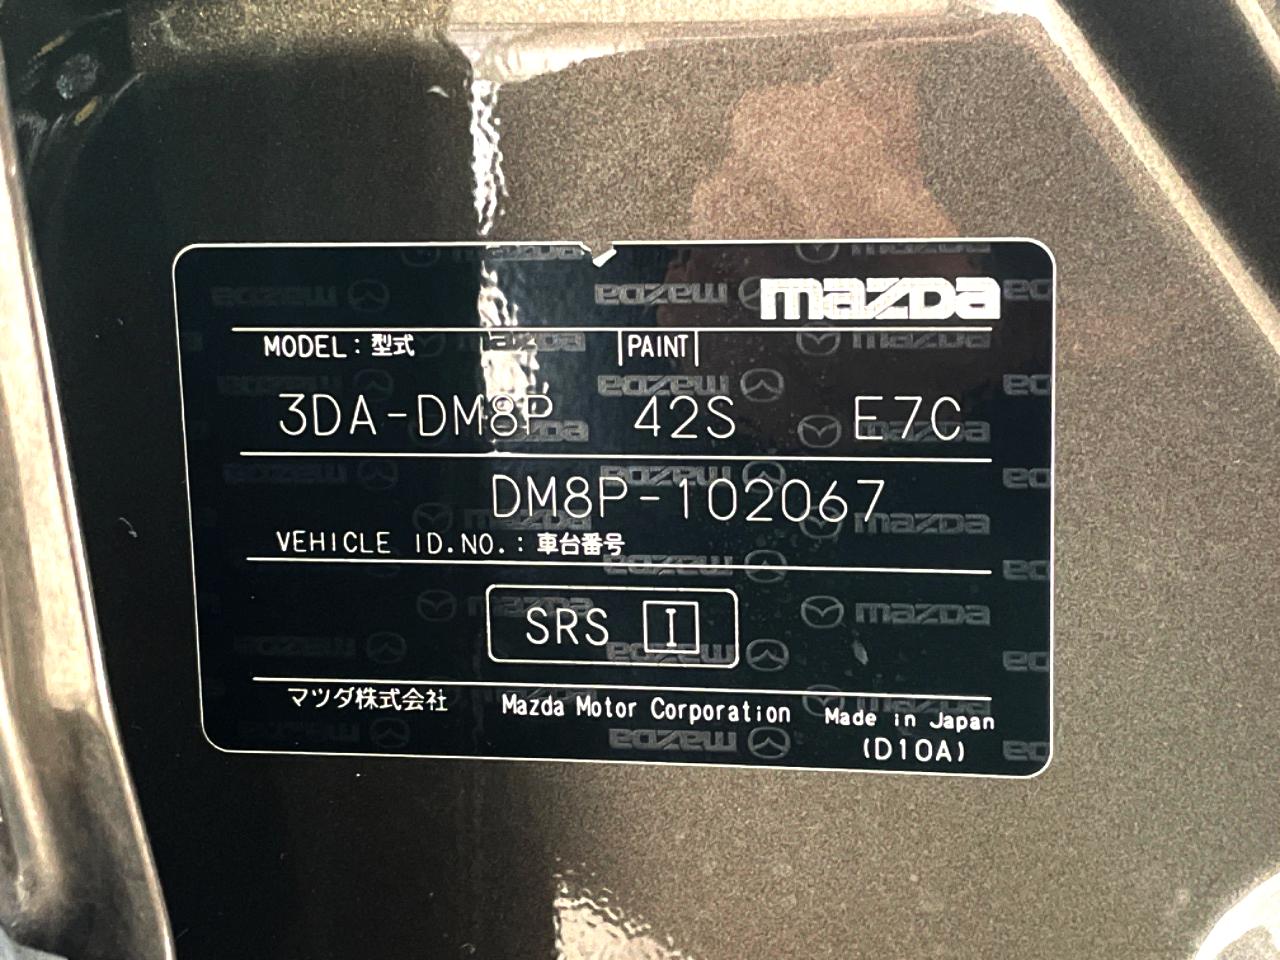 mazda
MODEL : 型式 PAINT
3DA-DM8P 42S E7C
DM8P-102067
VEHICLE ID.NO. : 車台番号
SRS I
マツダ株式会社 Mazda Motor Corporation Made in Japan
(D10A)